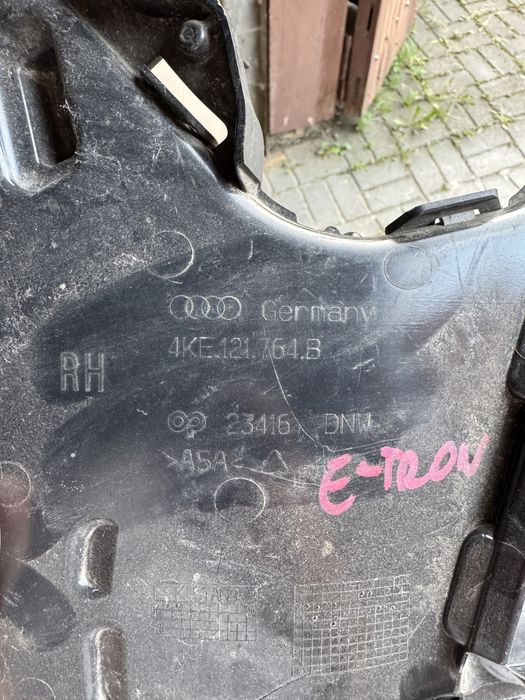 Germany
4KE.121.764.B
RH
23416 DNW
>ASA<
E-TRON